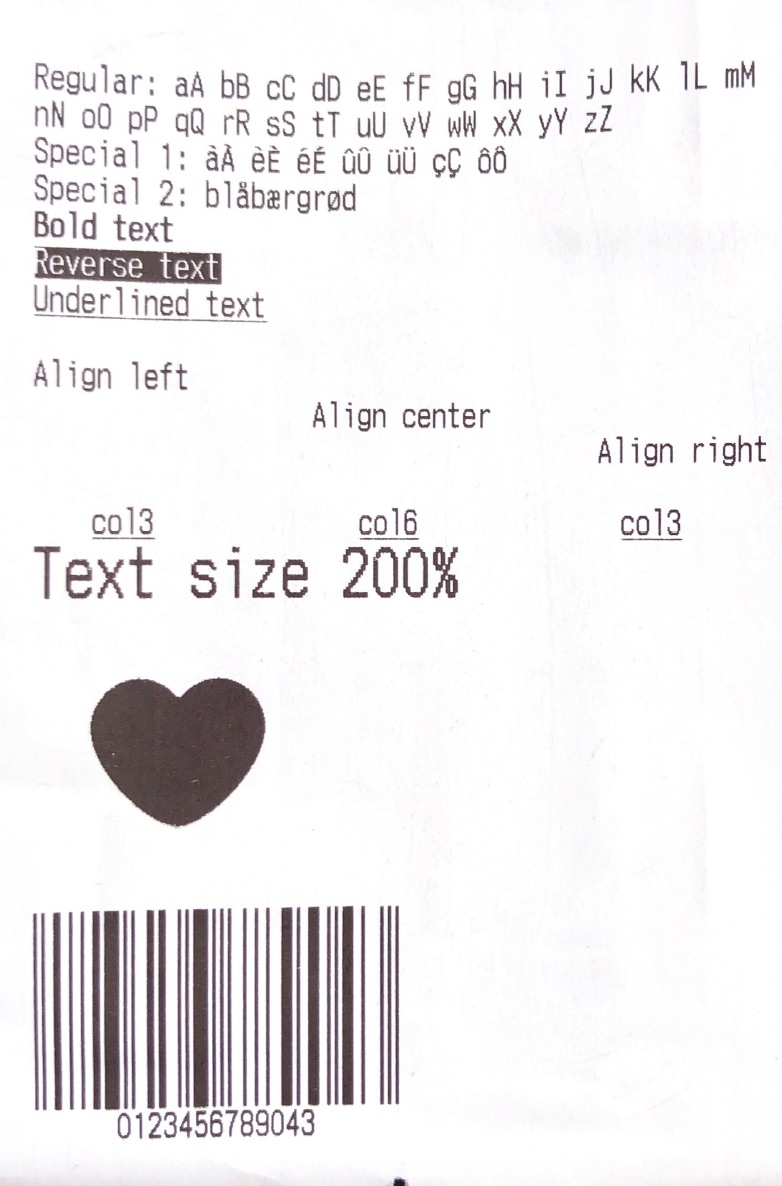 Regular: aA bB cC dD eE fF gG hH iI jJ kK lL mM
nN oO pP qQ rR sS tT uU vV wW xX yY zZ
Special 1: àÀ èÈ éÉ ûÛ üÜ çÇ ôÔ
Special 2: blåbærgrød
Bold text
Reverse text
Underlined text
Align left
Align center
Align right
col3 col6 col3
Text size 200%
0123456789043